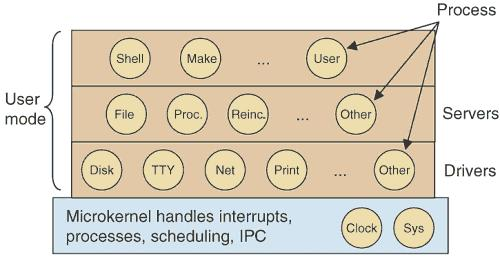 Process
Shell Make ... User
User
mode
File Proc. Reinc. ... Other
Servers
Disk TTY Net Print ... Other
Drivers
Microkernel handles interrupts,
processes, scheduling, IPC
Clock Sys